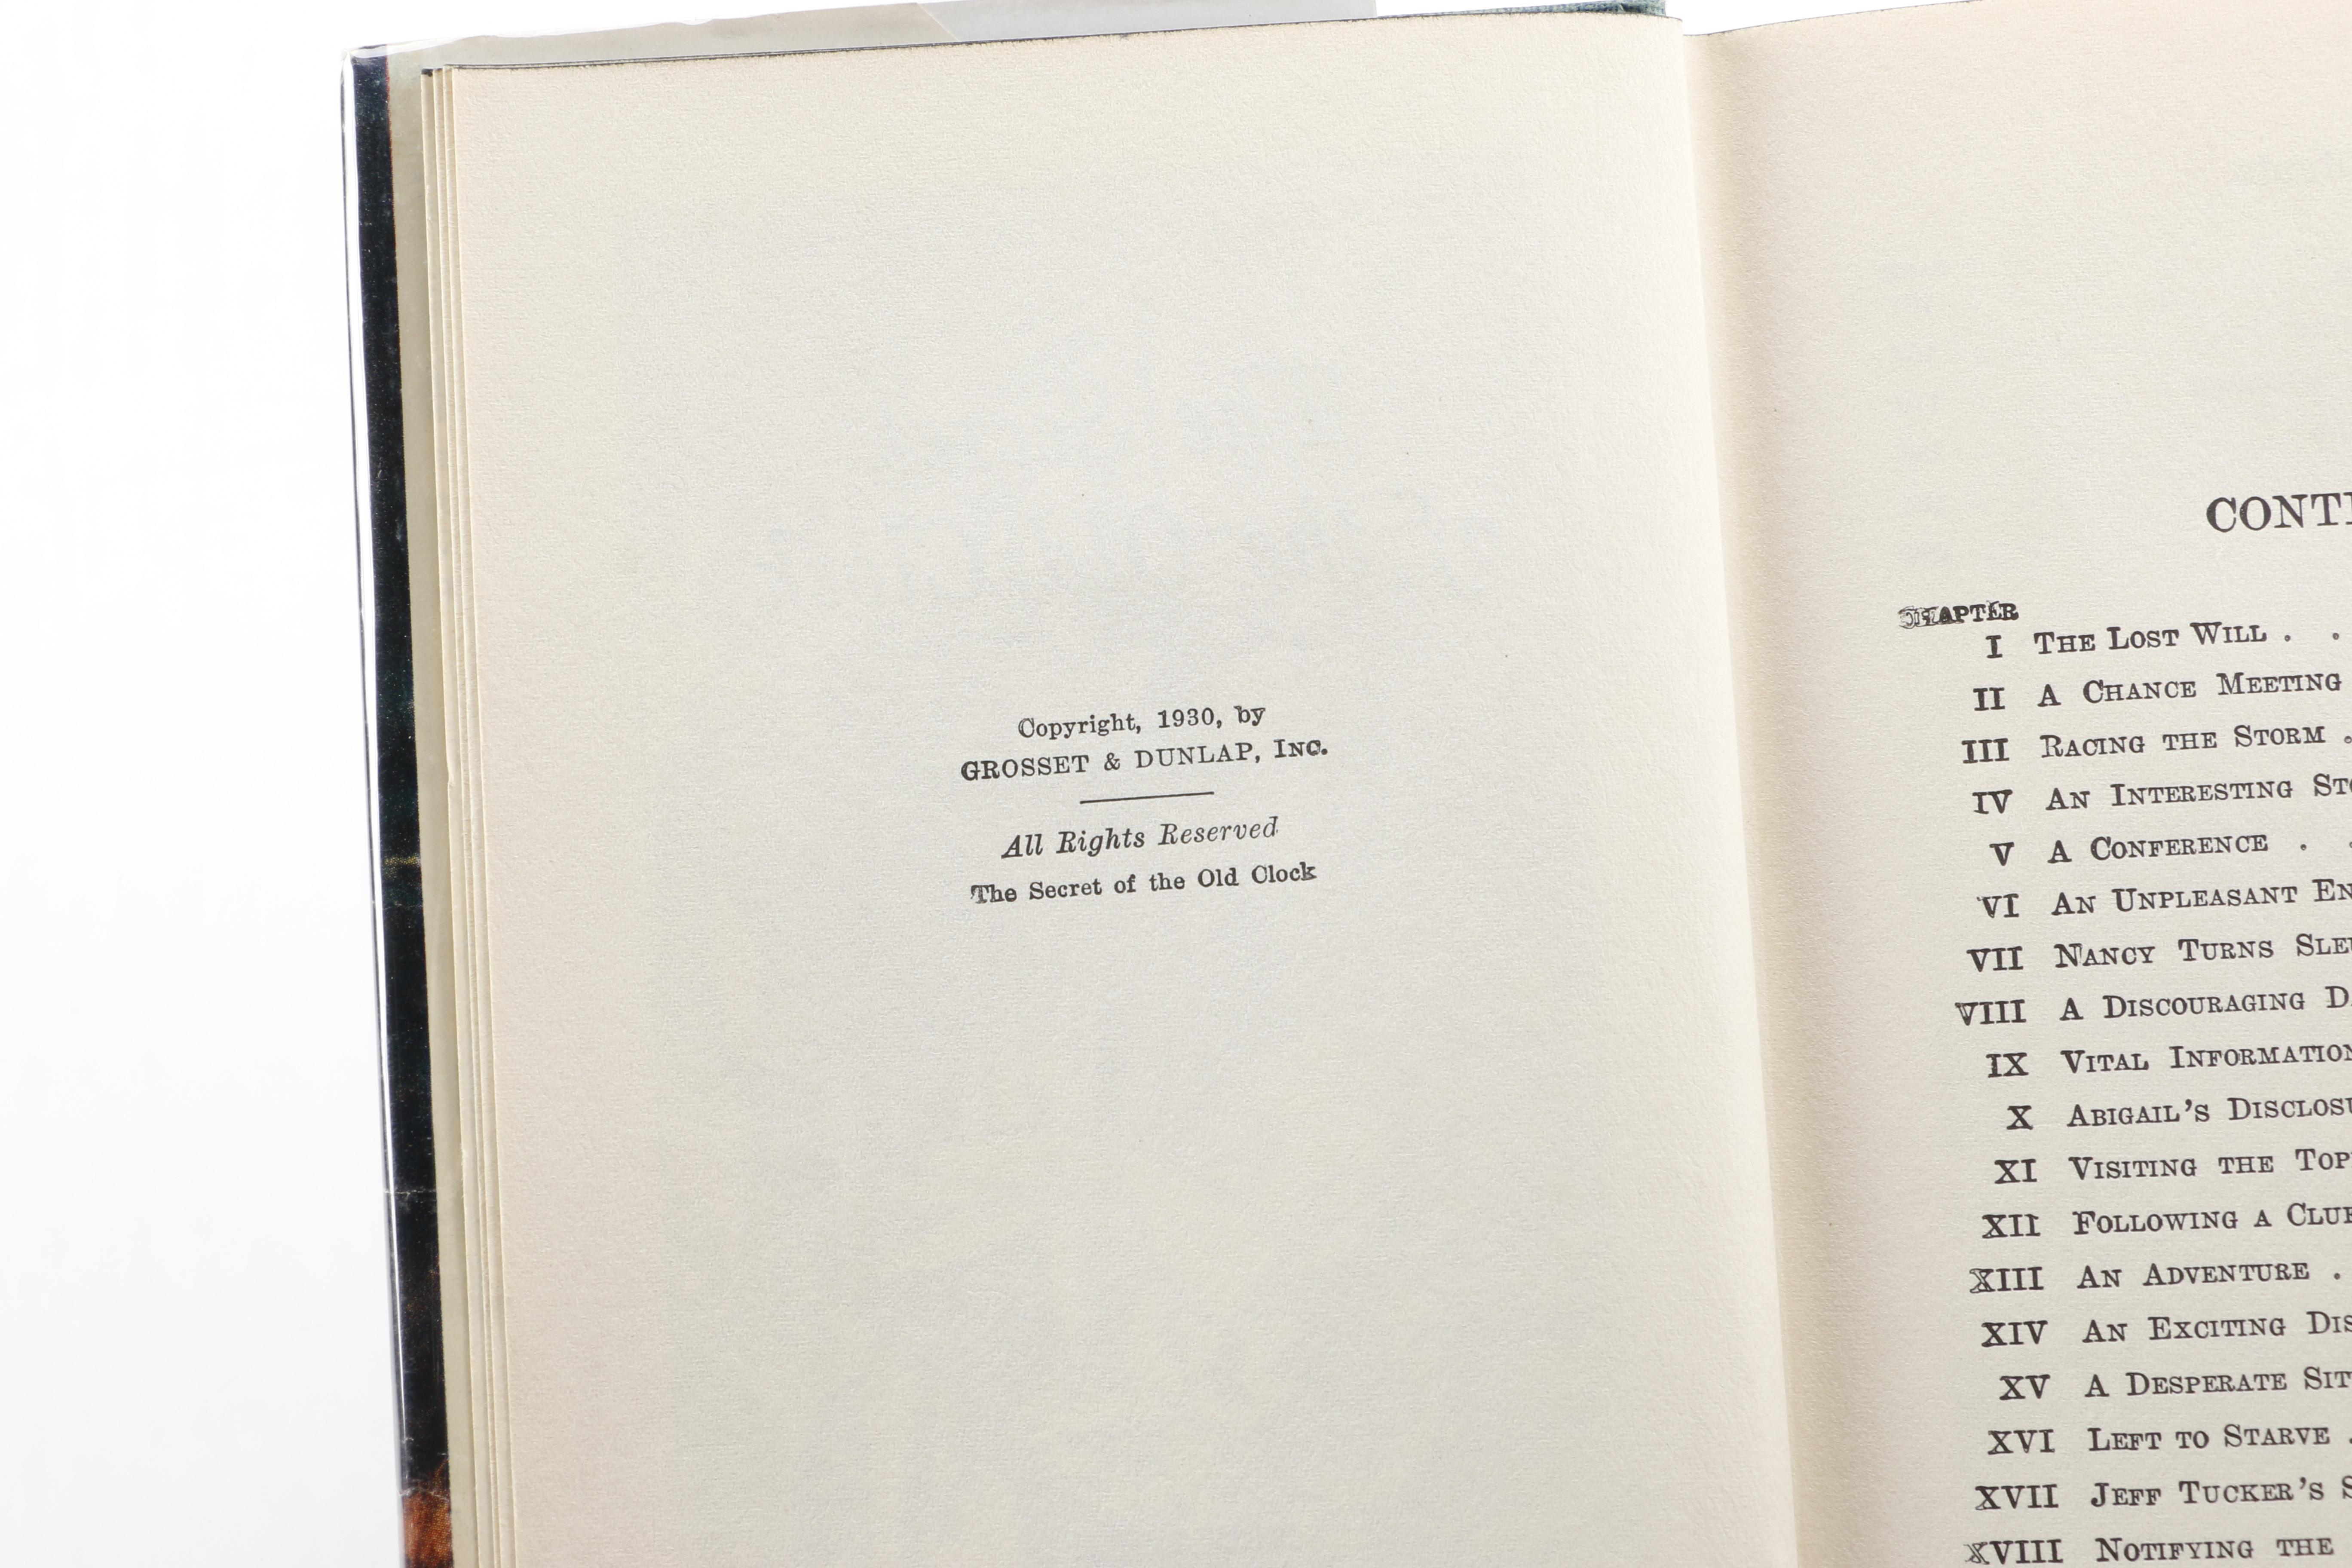 Copyright, 1930, by
GROSSET & DUNLAP, INC.
All Rights Reserved
The Secret of the Old Clock
CHAPTER
I THE LOST WILL . .
II A CHANCE MEETING
III RACING THE STORM .
IV AN INTERESTING
V A CONFERENCE . .
VI AN UNPLEASANT
VII NANCY TURNS
VIII A DISCOURAGING
IX VITAL
X ABIGAIL'S
XI VISITING THE
XII FOLLOWING A
XIII AN ADVENTURE .
XIV AN EXCITING
XV A DESPERATE
XVI LEFT TO STARVE .
XVII JEFF TUCKER'S
XVIII NOTIFYING THE